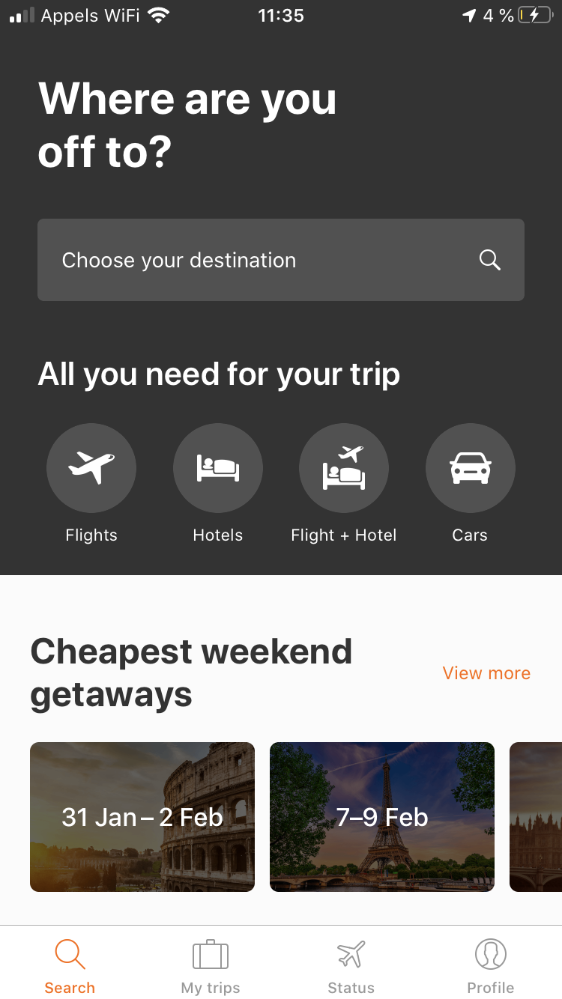 Appels WiFi 11:35 4 %
Where are you
off to?
Choose your destination
All you need for your trip
Flights Hotels Flight + Hotel Cars
Cheapest weekend
getaways
View more
31 Jan – 2 Feb 7–9 Feb
Search My trips Status Profile